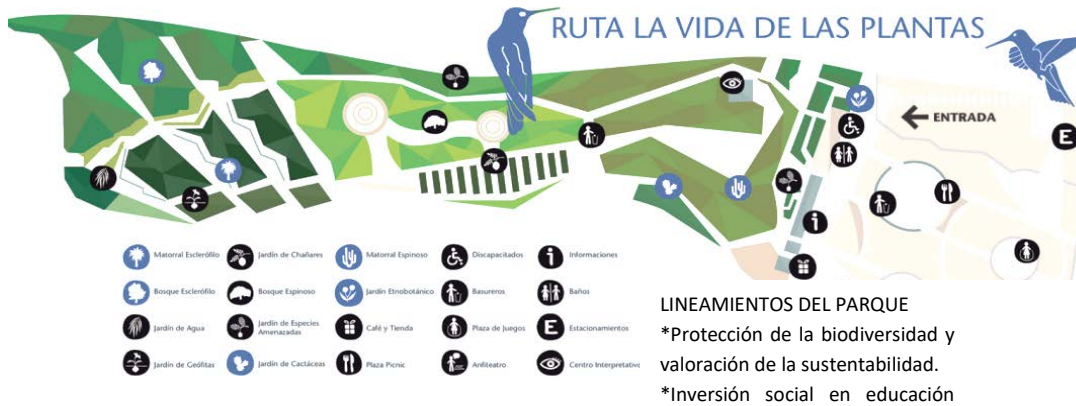 RUTA LA VIDA DE LAS PLANTAS
ENTRADA
E
i
Matorral Esclerófilo
Jardín de Chañares
Matorral Espinoso
Discapacitados
i
Informaciones
Bosque Esclerófilo
Bosque Espinoso
Jardín Etnobotánico
Basureros
Baños
Jardín de Agua
Jardín de Especies
Amenazadas
Café y Tienda
Plaza de Juegos
E
Estacionamientos
Jardín de Geófitas
Jardín de Cactáceas
Plaza Picnic
Anfiteatro
Centro Interpretativo
LINEAMIENTOS DEL PARQUE
*Protección de la biodiversidad y
valoración de la sustentabilidad.
*Inversión social en educación